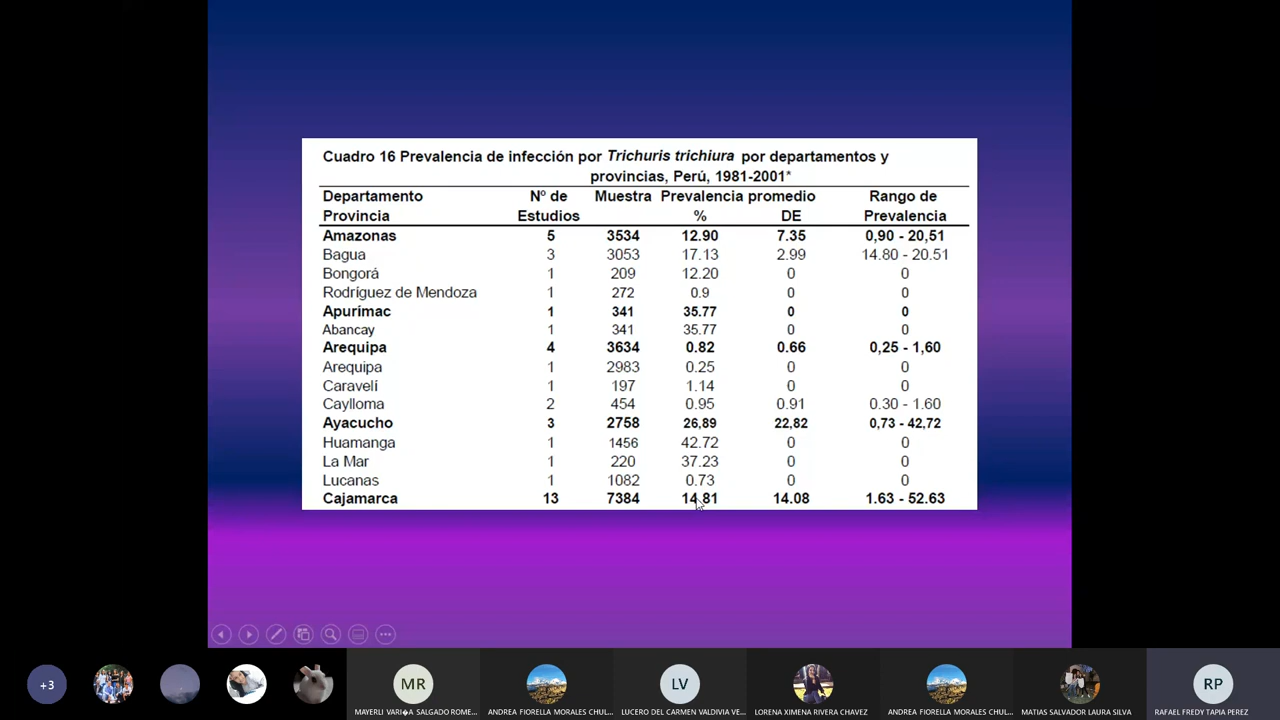 Cuadro 16 Prevalencia de infección por Trichuris trichiura por departamentos y
provincias, Perú, 1981-2001*
Departamento Nº de Muestra Prevalencia promedio Rango de
Provincia Estudios % DE Prevalencia
Amazonas 5 3534 12.90 7.35 0,90 - 20,51
Bagua 3 3053 17.13 2.99 14.80 - 20.51
Bongorá 1 209 12.20 0 0
Rodríguez de Mendoza 1 272 0.9 0 0
Apurímac 1 341 35.77 0 0
Abancay 1 341 35.77 0 0
Arequipa 4 3634 0.82 0.66 0,25 - 1,60
Arequipa 1 2983 0.25 0 0
Caravelí 1 197 1.14 0 0
Caylloma 2 454 0.95 0.91 0.30 - 1.60
Ayacucho 3 2758 26,89 22,82 0,73 - 42,72
Huamanga 1 1456 42.72 0 0
La Mar 1 220 37.23 0 0
Lucanas 1 1082 0.73 0 0
Cajamarca 13 7384 14.81 14.08 1.63 - 52.63
+3 MR LV RP
MAYERLI VARI�A SALGADO ROME... ANDREA FIORELLA MORALES CHUL... LUCERO DEL CARMEN VALDIVIA VE... LORENA XIMENA RIVERA CHAVEZ ANDREA FIORELLA MORALES CHUL... MATIAS SALVADOR LAURA SILVA RAFAEL FREDY TAPIA PEREZ